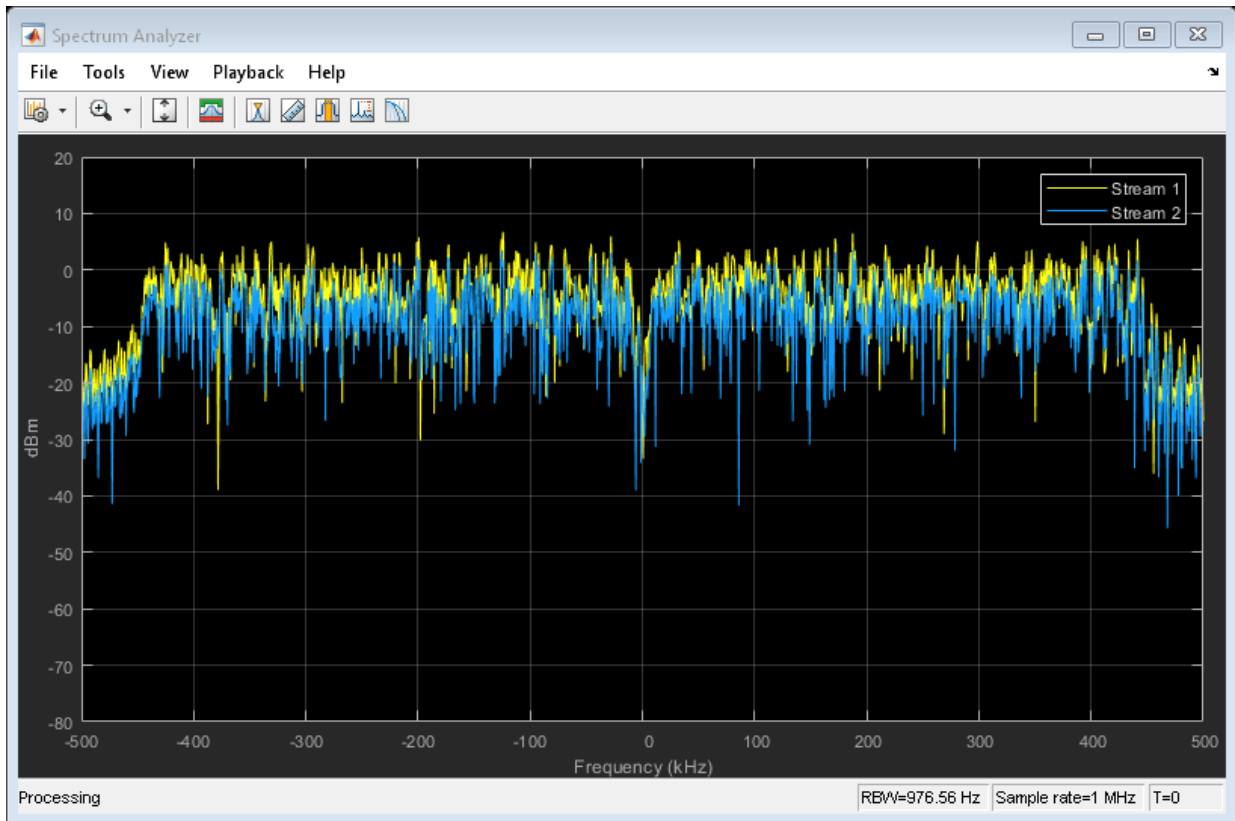 Spectrum Analyzer
File Tools View Playback Help
20
10
0
-10
-20
-30
-40
-50
-60
-70
-80
dBm
Stream 1
Stream 2
-500 -400 -300 -200 -100 0 100 200 300 400 500
Frequency (kHz)
Processing RBW=976.56 Hz Sample rate=1 MHz T=0